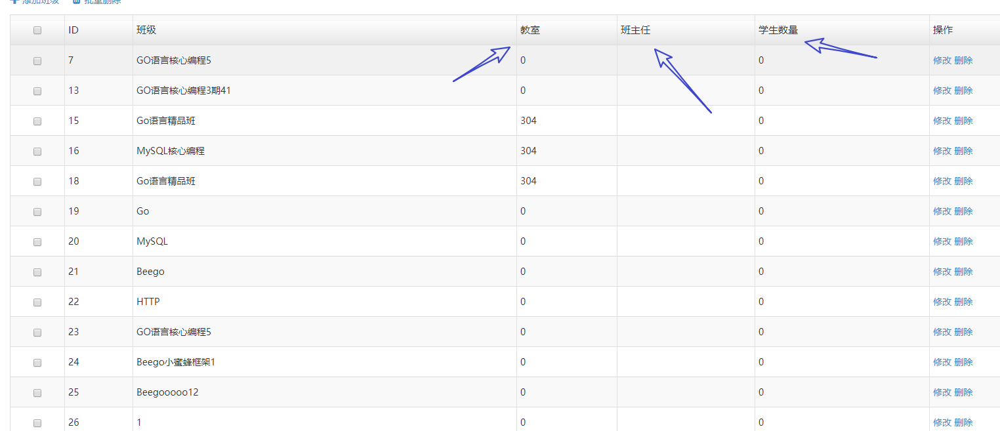 添加班级 批量删除
ID 班级 教室 班主任 学生数量 操作
7 GO语言核心编程5 0 0 修改 删除
13 GO语言核心编程3期41 0 0 修改 删除
15 Go语言精品班 304 0 修改 删除
16 MySQL核心编程 304 0 修改 删除
18 Go语言精品班 304 0 修改 删除
19 Go 0 0 修改 删除
20 MySQL 0 0 修改 删除
21 Beego 0 0 修改 删除
22 HTTP 0 0 修改 删除
23 GO语言核心编程5 0 0 修改 删除
24 Beego小蜜蜂框架1 0 0 修改 删除
25 Beegooooo12 0 0 修改 删除
26 1 0 0 修改 删除